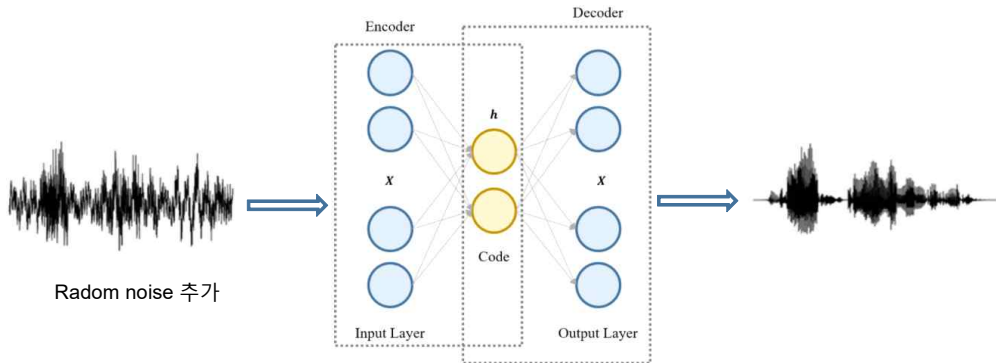 Encoder
Decoder
h
X
X
Code
Radom noise 추가
Input Layer
Output Layer